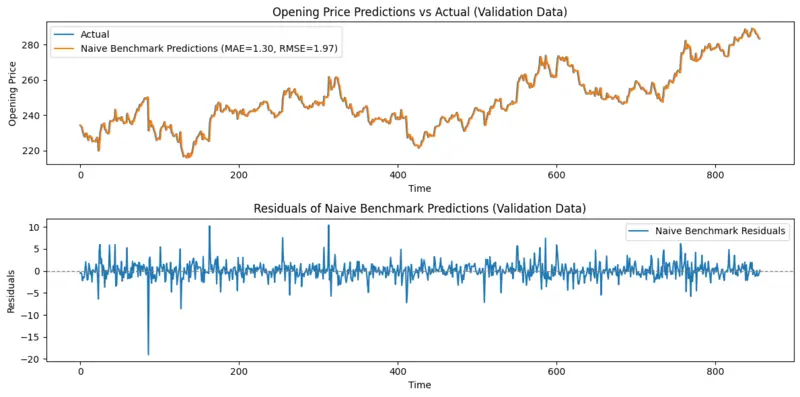 Opening Price Predictions vs Actual (Validation Data)
Actual
Naive Benchmark Predictions (MAE=1.30, RMSE=1.97)
Opening Price
280
260
240
220
0
200
400
600
800
Time
Residuals of Naive Benchmark Predictions (Validation Data)
Naive Benchmark Residuals
Residuals
10
5
0
−5
−10
−15
−20
0
200
400
600
800
Time